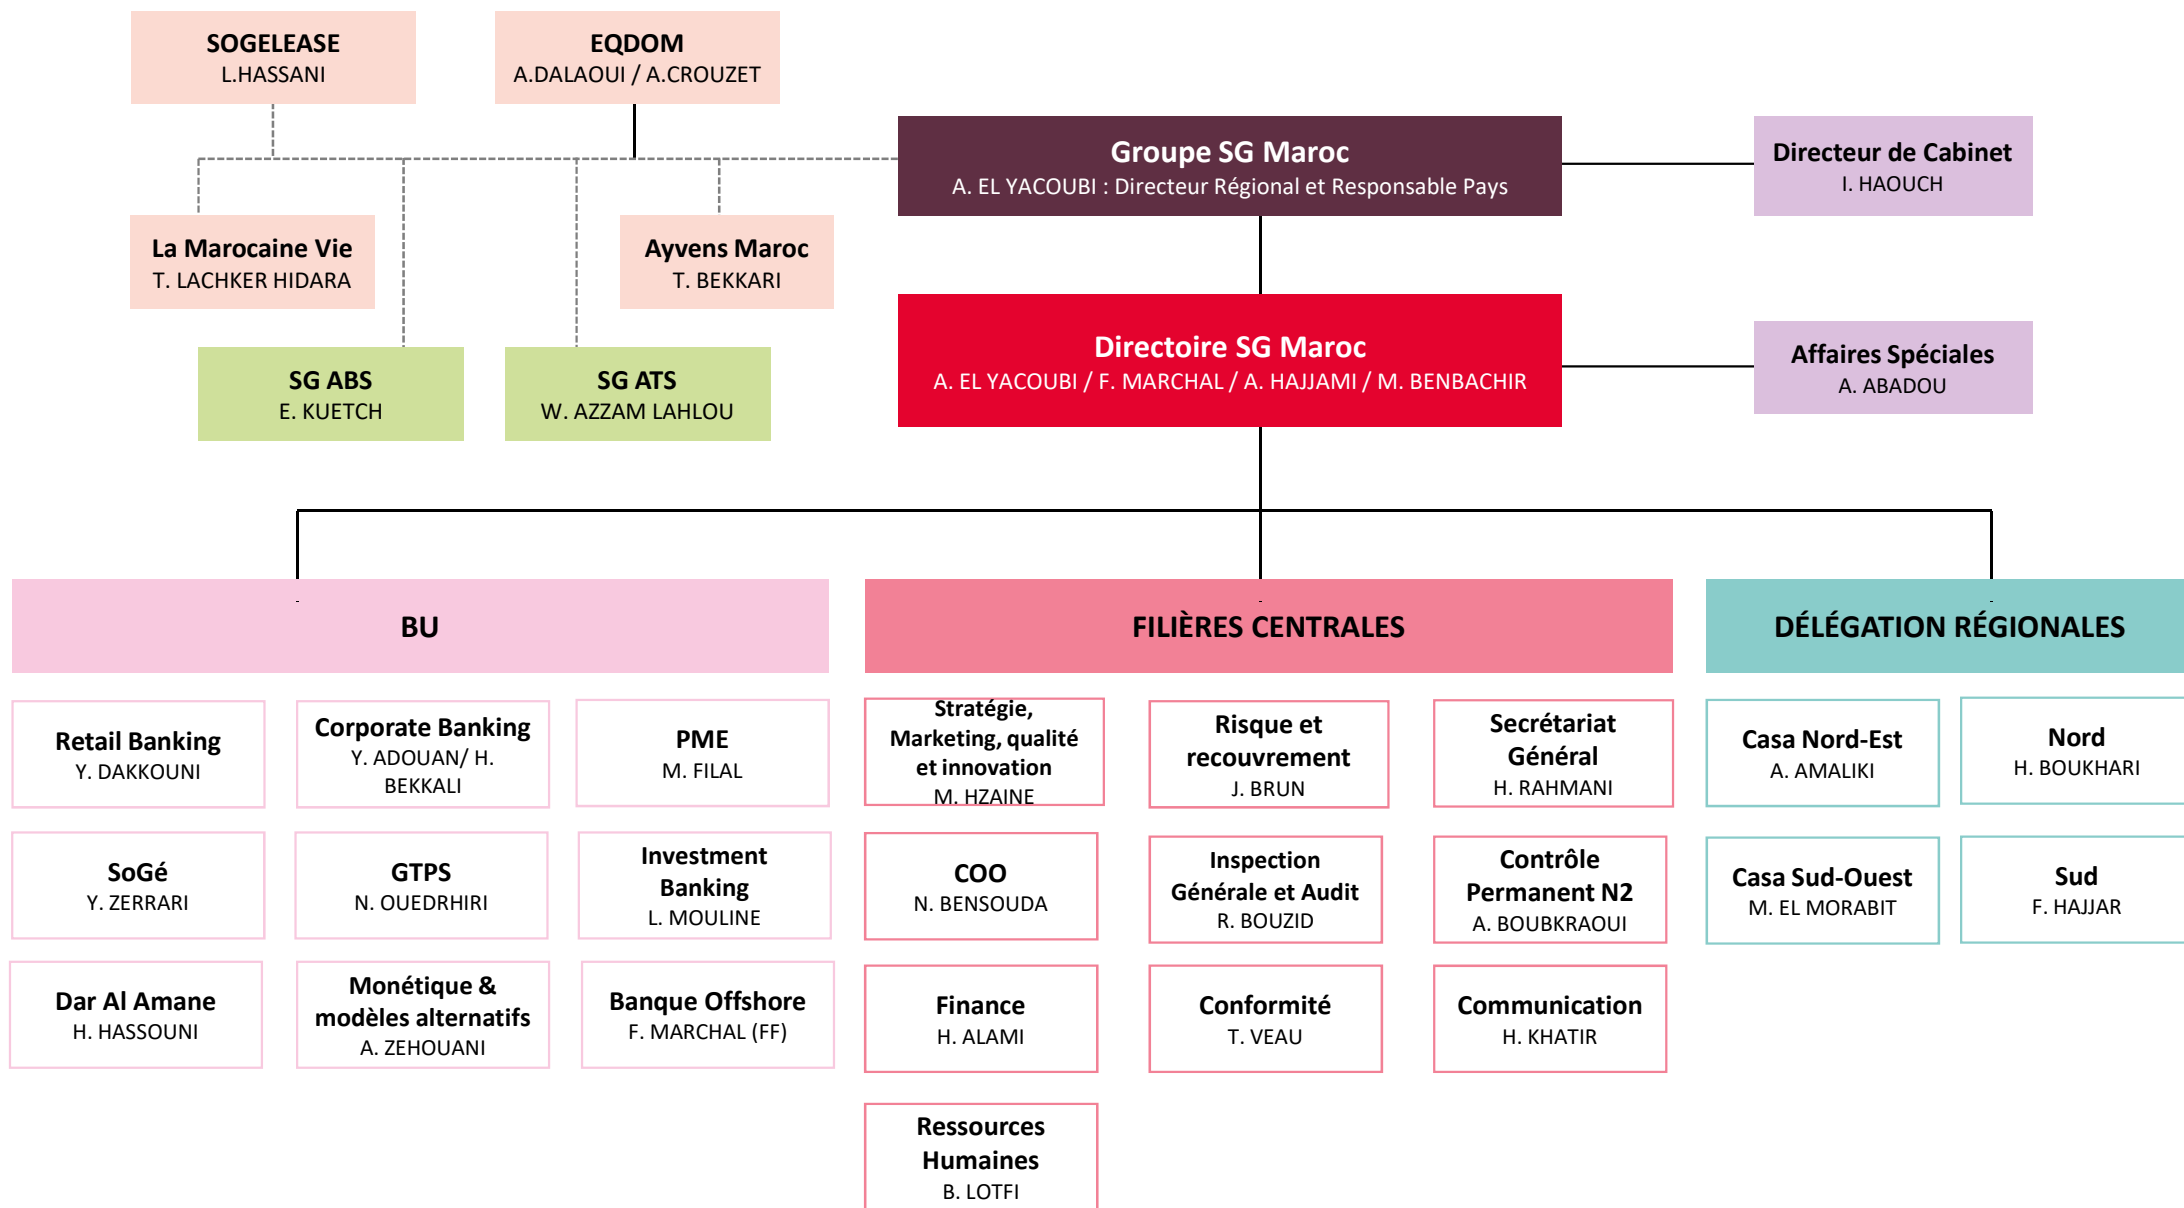 SOGELEASE
L.HASSANI
EQDOM
A.DALAOUI / A.CROUZET
Groupe SG Maroc
A. EL YACOUBI : Directeur Régional et Responsable Pays
Directeur de Cabinet
I. HAOUCH
La Marocaine Vie
T. LACHKER HIDARA
Ayvens Maroc
T. BEKKARI
Directoire SG Maroc
A. EL YACOUBI / F. MARCHAL / A. HAJJAMI / M. BENBACHIR
Affaires Spéciales
A. ABADOU
SG ABS
E. KUETCH
SG ATS
W. AZZAM LAHLOU
BU
FILIÈRES CENTRALES
DÉLÉGATION RÉGIONALES
Retail Banking
Y. DAKKOUNI
Corporate Banking
Y. ADOUAN/ H.
BEKKALI
PME
M. FILAL
Stratégie,
Marketing, qualité
et innovation
M. HZAINE
Risque et
recouvrement
J. BRUN
Secrétariat
Général
H. RAHMANI
Casa Nord-Est
A. AMALIKI
Nord
H. BOUKHARI
SoGé
Y. ZERRARI
GTPS
N. OUEDRHIRI
Investment
Banking
L. MOULINE
COO
N. BENSOUDA
Inspection
Générale et Audit
R. BOUZID
Contrôle
Permanent N2
A. BOUBKRAOUI
Casa Sud-Ouest
M. EL MORABIT
Sud
F. HAJJAR
Dar Al Amane
H. HASSOUNI
Monétique &
modèles alternatifs
A. ZEHOUANI
Banque Offshore
F. MARCHAL (FF)
Finance
H. ALAMI
Conformité
T. VEAU
Communication
H. KHATIR
Ressources
Humaines
B. LOTFI